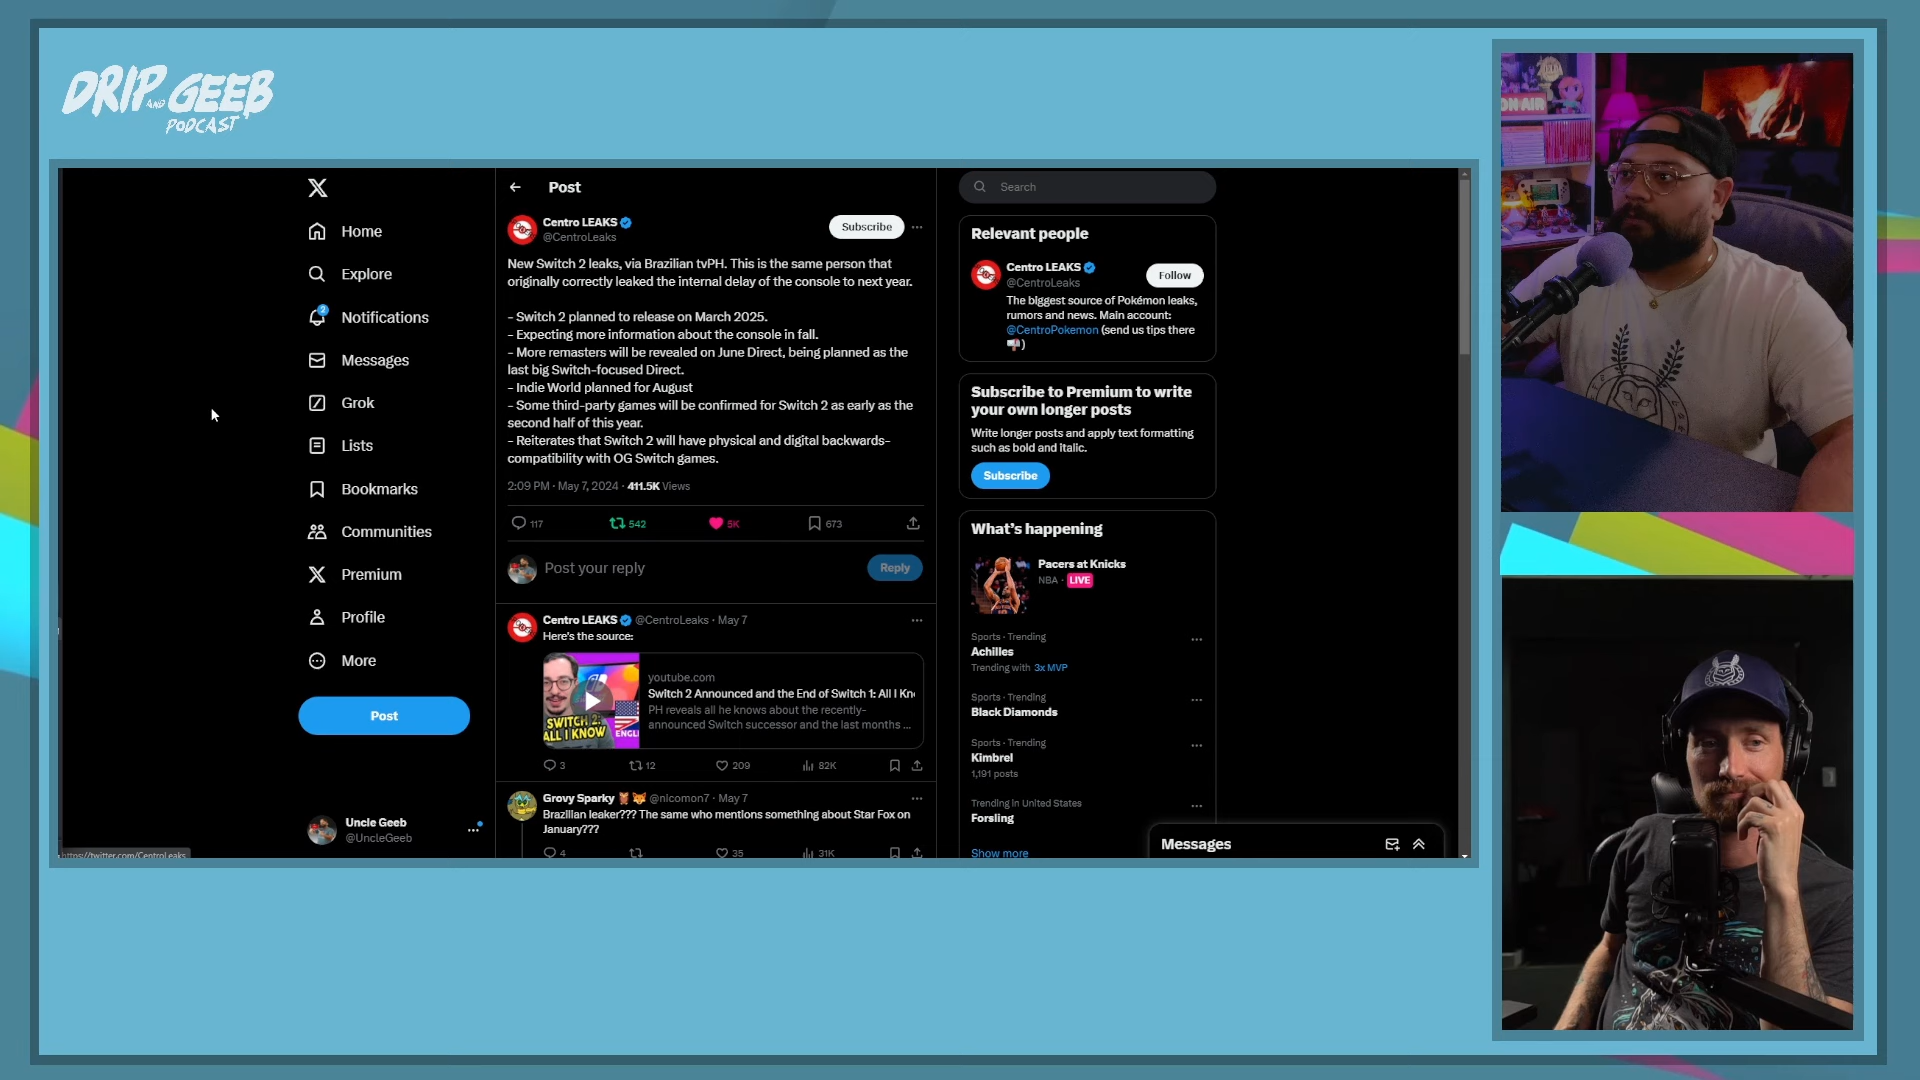 DRIP AND GEEB
PODCAST
Home
Explore
2
Notifications
Messages
Grok
Lists
Bookmarks
Communities
Premium
Profile
More
Post
Uncle Geeb
@UncleGeeb
https://twitter.com/CentroLeaks
Post
Centro LEAKS
@CentroLeaks
Subscribe
New Switch 2 leaks, via Brazilian tvPH. This is the same person that
originally correctly leaked the internal delay of the console to next year.
- Switch 2 planned to release on March 2025.
- Expecting more information about the console in fall.
- More remasters will be revealed on June Direct, being planned as the
last big Switch-focused Direct.
- Indie World planned for August
- Some third-party games will be confirmed for Switch 2 as early as the
second half of this year.
- Reiterates that Switch 2 will have physical and digital backwards-
compatibility with OG Switch games.
2:09 PM · May 7, 2024 · 411.5K Views
117 542 5K 673
Post your reply
Reply
Centro LEAKS @CentroLeaks · May 7
Here's the source:
SWITCH 2:
ALL I KNOW
ENGLI
youtube.com
Switch 2 Announced and the End of Switch 1: All I Kn
PH reveals all he knows about the recently-
announced Switch successor and the last months ...
3 12 209 82K
Grovy Sparky @nicomon7 · May 7
Brazilian leaker??? The same who mentions something about Star Fox on
January???
4 35 31K
Search
Relevant people
Centro LEAKS
@CentroLeaks
Follow
The biggest source of Pokémon leaks,
rumors and news. Main account:
@CentroPokemon (send us tips there
)
Subscribe to Premium to write
your own longer posts
Write longer posts and apply text formatting
such as bold and italic.
Subscribe
What's happening
Pacers at Knicks
NBA · LIVE
Sports · Trending
Achilles
Trending with 3x MVP
Sports · Trending
Black Diamonds
Sports · Trending
Kimbrel
1,191 posts
Trending in United States
Forsling
Show more
Messages
ON AIR